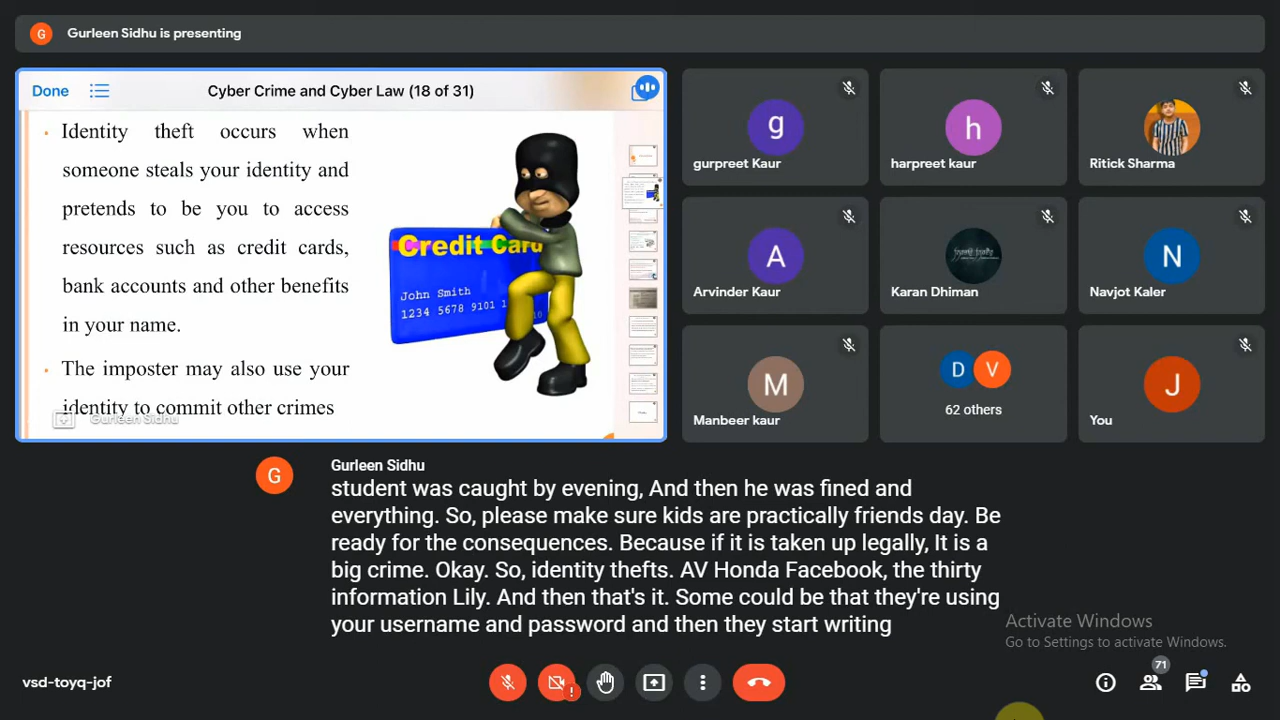 G
Gurleen Sidhu is presenting
Done
Cyber Crime and Cyber Law (18 of 31)
Identity theft occurs when
someone steals your identity and
pretends to be you to access
resources such as credit cards,
bank accounts and other benefits
in your name.
The imposter may also use your
identity to commit other crimes
Credit Card
John Smith
1234 5678 9101 1
Gurleen Sidhu
g
gurpreet Kaur
h
harpreet kaur
Ritick Sharma
A
Arvinder Kaur
Karan Dhiman
N
Navjot Kaler
M
Manbeer kaur
D V
62 others
J
You
G
Gurleen Sidhu
student was caught by evening, And then he was fined and
everything. So, please make sure kids are practically friends day. Be
ready for the consequences. Because if it is taken up legally, It is a
big crime. Okay. So, identity thefts. AV Honda Facebook, the thirty
information Lily. And then that's it. Some could be that they're using
your username and password and then they start writing
Activate Windows
Go to Settings to activate Windows.
vsd-toyq-jof
71